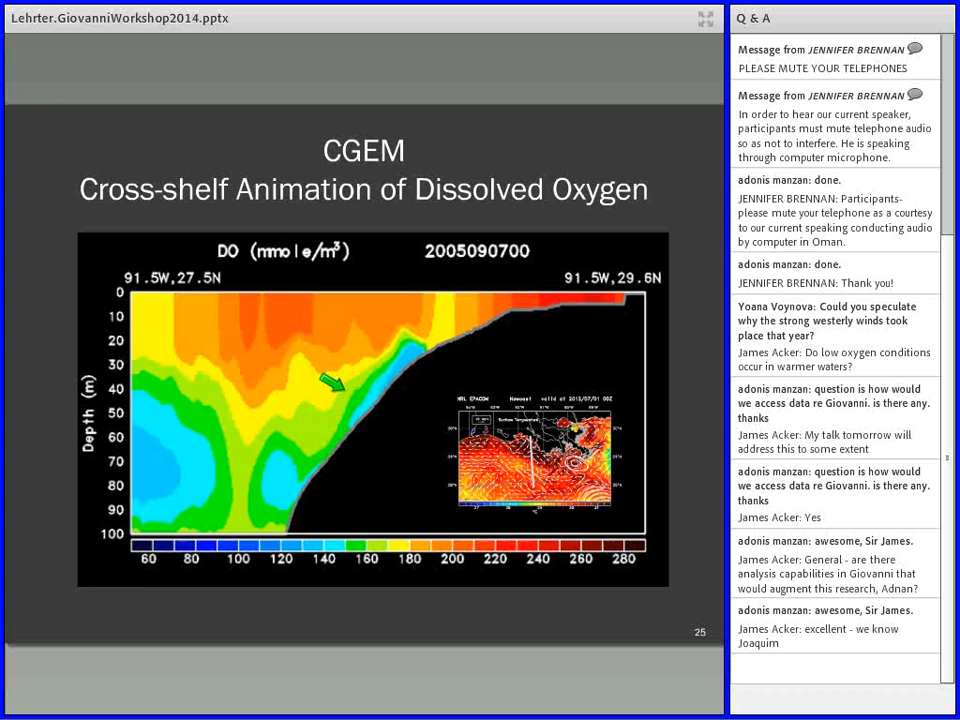 Lehrter.GiovanniWorkshop2014.pptx
CGEM
Cross-shelf Animation of Dissolved Oxygen
DO (mmole/m³) 2005090700
91.5W,27.5N 91.5W,29.6N
0
10
20
30
40
50
60
70
80
90
100
Depth (m)
60 80 100 120 140 160 180 200 220 240 260 280
Nowcast valid at 2013/07/01 00Z
Surface Temperature
25
Q & A
Message from JENNIFER BRENNAN
PLEASE MUTE YOUR TELEPHONES
Message from JENNIFER BRENNAN
In order to hear our current speaker,
participants must mute telephone audio
so as not to interfere. He is speaking
through computer microphone.
adonis manzan: done.
JENNIFER BRENNAN: Participants-
please mute your telephone as a courtesy
to our current speaking conducting audio
by computer in Oman.
adonis manzan: done.
JENNIFER BRENNAN: Thank you!
Yoana Voynova: Could you speculate
why the strong westerly winds took
place that year?
James Acker: Do low oxygen conditions
occur in warmer waters?
adonis manzan: question is how would
we access data re Giovanni. is there any.
thanks
James Acker: My talk tomorrow will
address this to some extent
adonis manzan: question is how would
we access data re Giovanni. is there any.
thanks
James Acker: Yes
adonis manzan: awesome, Sir James.
James Acker: General - are there
analysis capabilities in Giovanni that
would augment this research, Adnan?
adonis manzan: awesome, Sir James.
James Acker: excellent - we know
Joaquim